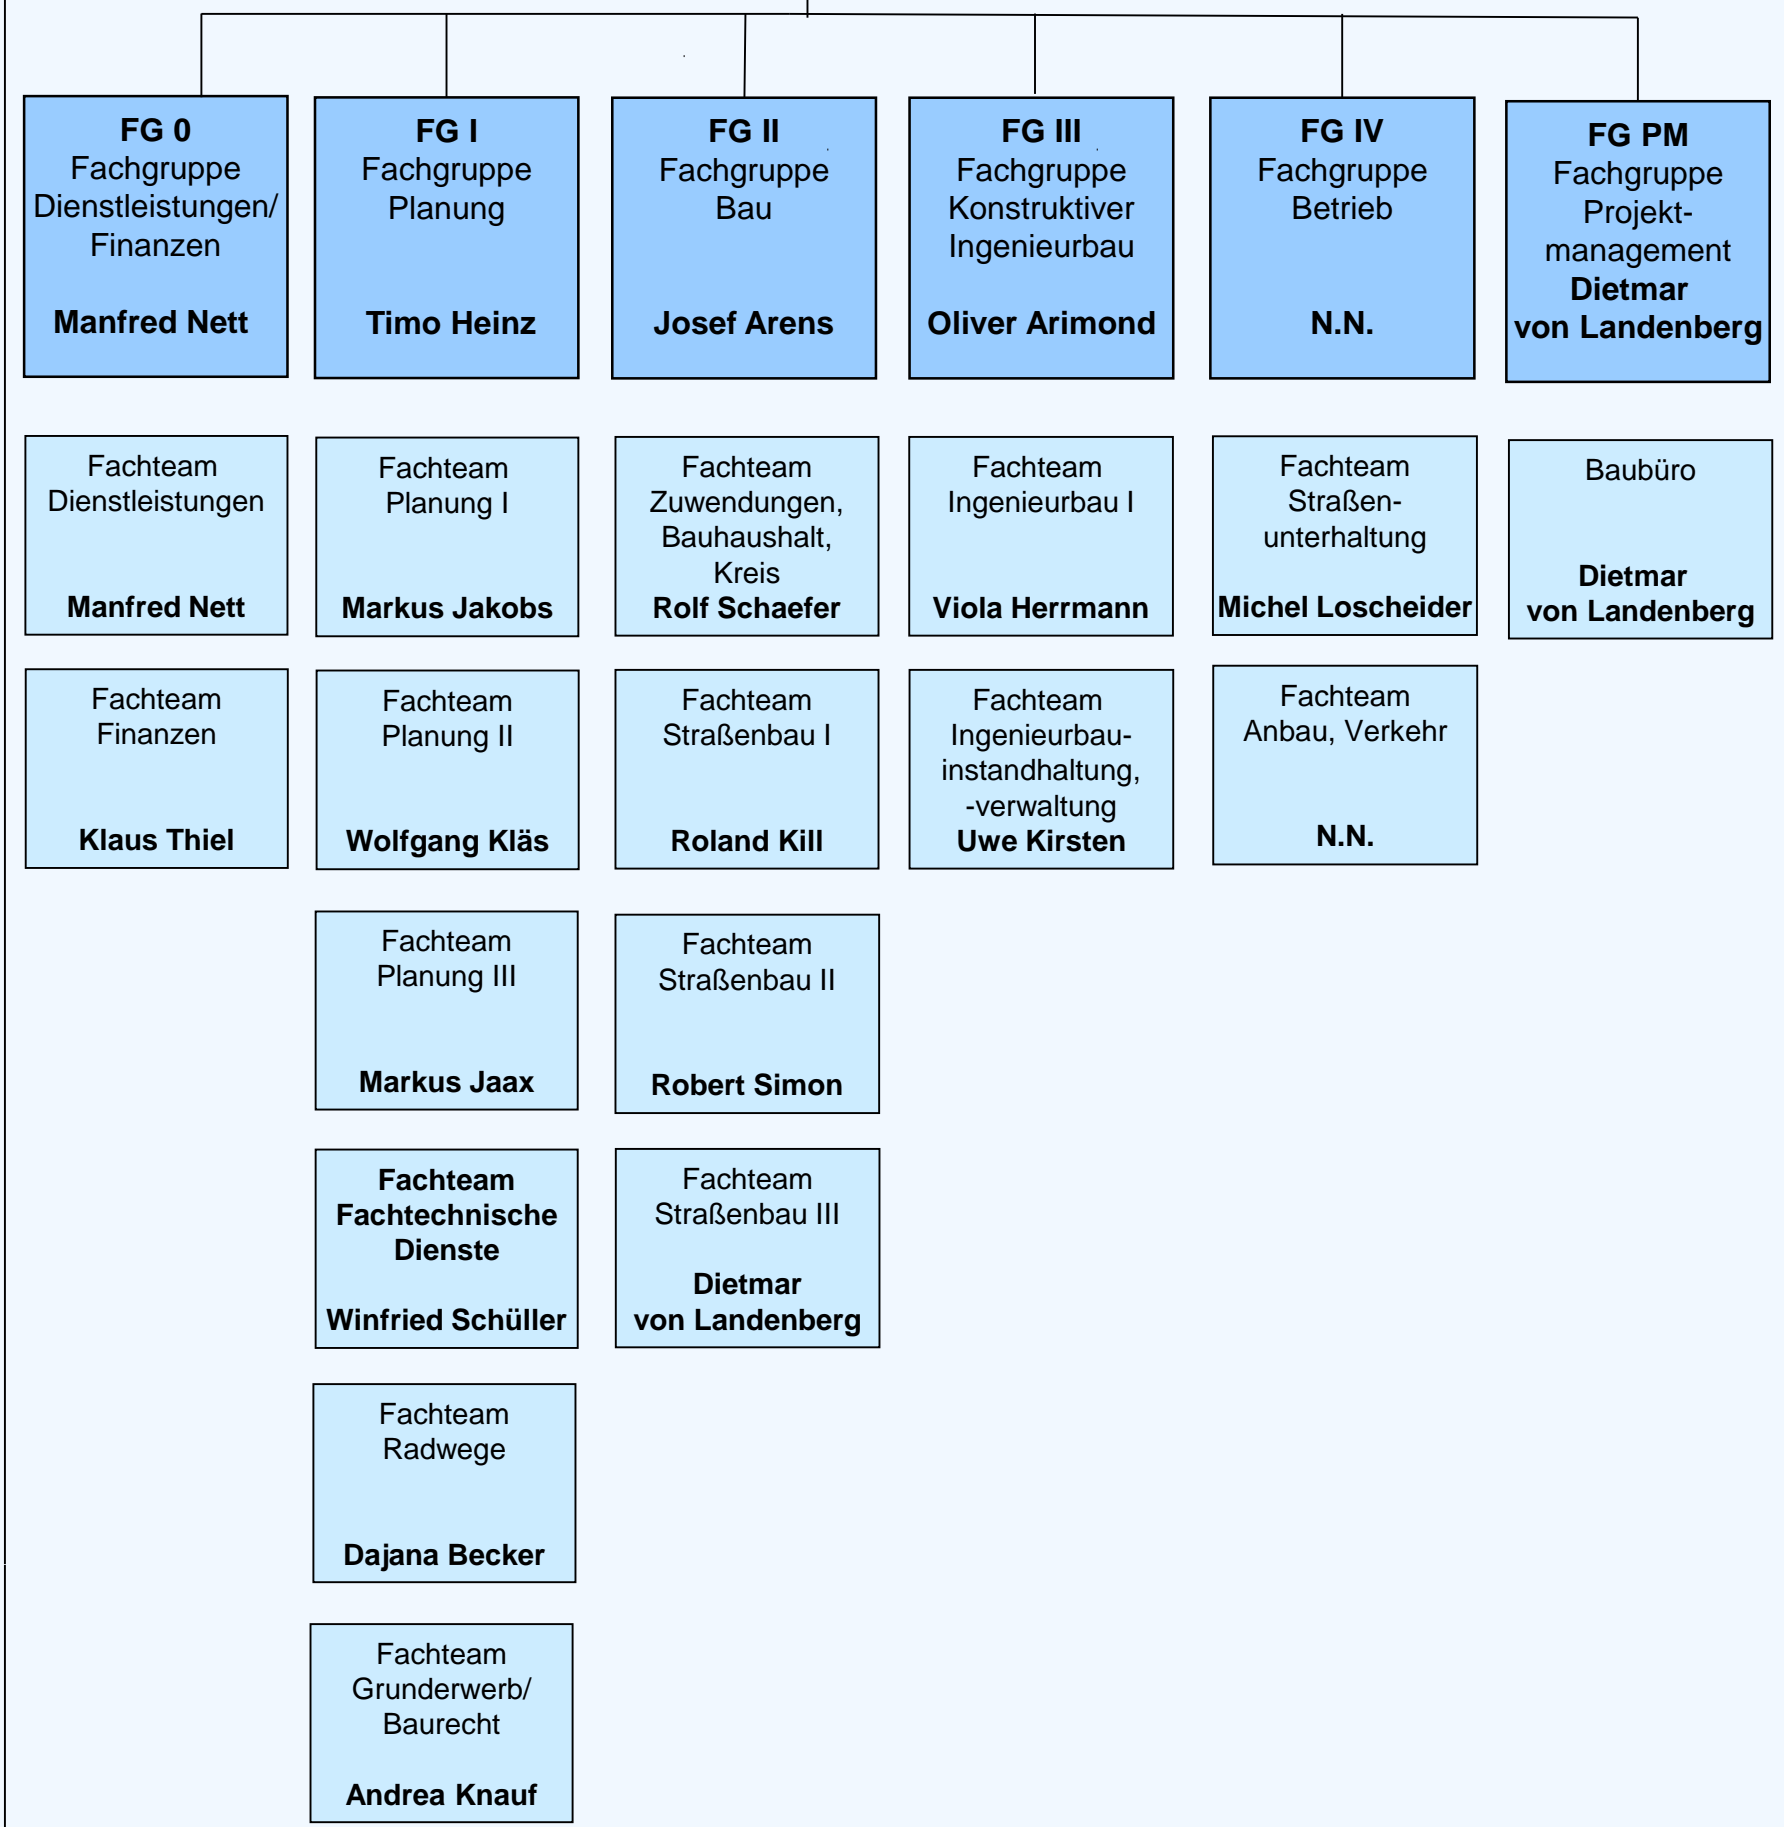 FG 0
Fachgruppe
Dienstleistungen/
Finanzen
Manfred Nett
FG I
Fachgruppe
Planung
Timo Heinz
FG II
Fachgruppe
Bau
Josef Arens
FG III
Fachgruppe
Konstruktiver
Ingenieurbau
Oliver Arimond
FG IV
Fachgruppe
Betrieb
N.N.
FG PM
Fachgruppe
Projekt-
management
Dietmar
von Landenberg
Fachteam
Dienstleistungen
Manfred Nett
Fachteam
Planung I
Markus Jakobs
Fachteam
Zuwendungen,
Bauhaushalt,
Kreis
Rolf Schaefer
Fachteam
Ingenieurbau I
Viola Herrmann
Fachteam
Straßen-
unterhaltung
Michel Loscheider
Baubüro
Dietmar
von Landenberg
Fachteam
Finanzen
Klaus Thiel
Fachteam
Planung II
Wolfgang Kläs
Fachteam
Straßenbau I
Roland Kill
Fachteam
Ingenieurbau-
instandhaltung,
-verwaltung
Uwe Kirsten
Fachteam
Anbau, Verkehr
N.N.
Fachteam
Planung III
Markus Jaax
Fachteam
Straßenbau II
Robert Simon
Fachteam
Fachtechnische
Dienste
Winfried Schüller
Fachteam
Straßenbau III
Dietmar
von Landenberg
Fachteam
Radwege
Dajana Becker
Fachteam
Grunderwerb/
Baurecht
Andrea Knauf